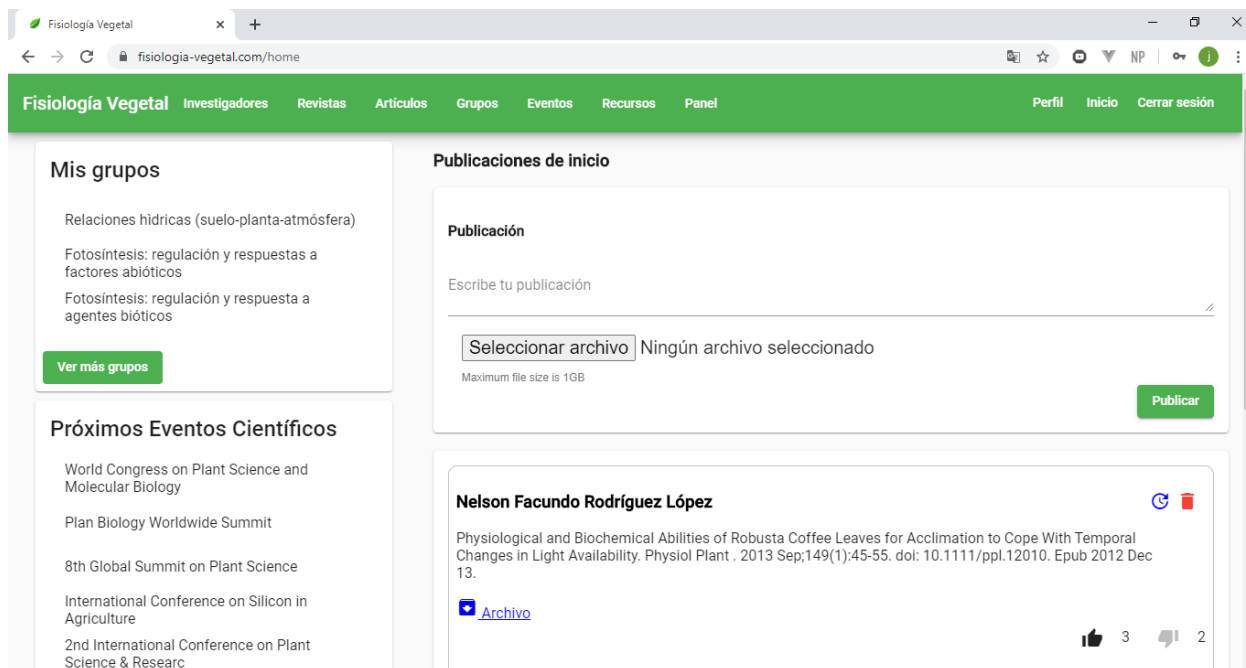 Fisiología Vegetal
fisiologia-vegetal.com/home
NP
j
Fisiología Vegetal Investigadores Revistas Artículos Grupos Eventos Recursos Panel Perfil Inicio Cerrar sesión
Mis grupos
Relaciones hìdricas (suelo-planta-atmósfera)
Fotosíntesis: regulación y respuestas a
factores abióticos
Fotosíntesis: regulación y respuesta a
agentes bióticos
Ver más grupos
Próximos Eventos Científicos
World Congress on Plant Science and
Molecular Biology
Plan Biology Worldwide Summit
8th Global Summit on Plant Science
International Conference on Silicon in
Agriculture
2nd International Conference on Plant
Science & Researc
Publicaciones de inicio
Publicación
Escribe tu publicación
Seleccionar archivo Ningún archivo seleccionado
Maximum file size is 1GB
Publicar
Nelson Facundo Rodríguez López
Physiological and Biochemical Abilities of Robusta Coffee Leaves for Acclimation to Cope With Temporal
Changes in Light Availability. Physiol Plant . 2013 Sep;149(1):45-55. doi: 10.1111/ppl.12010. Epub 2012 Dec
13.
Archivo
3 2